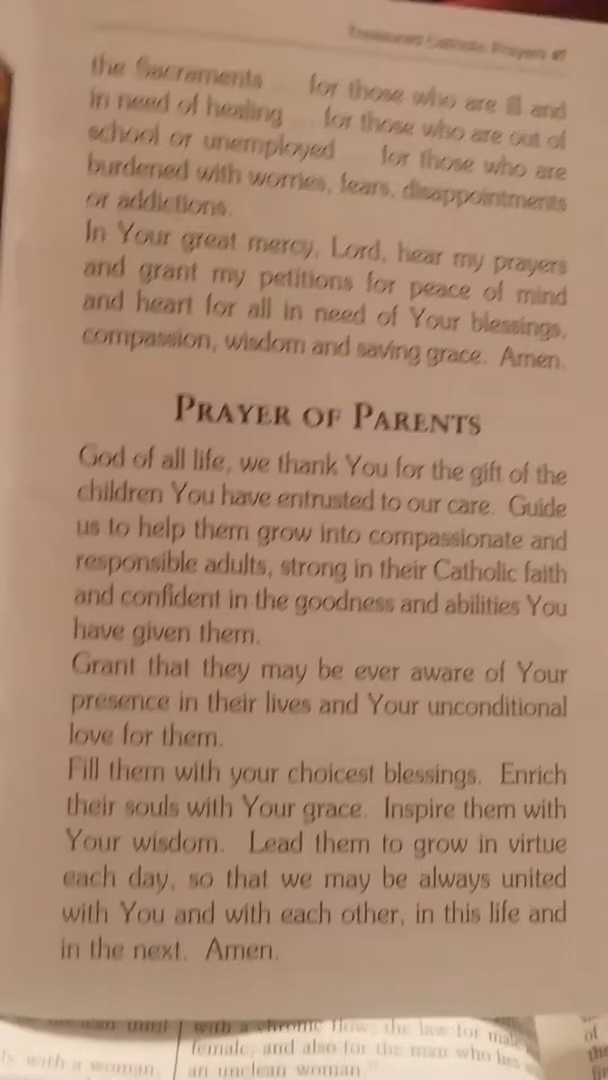 Treasured Catholic Prayers
the Sacraments ... for those who are ill and
in need of healing ... for those who are out of
school or unemployed ... for those who are
burdened with worries, fears, disappointments
or addictions.
In Your great mercy, Lord, hear my prayers
and grant my petitions for peace of mind
and heart for all in need of Your blessings,
compassion, wisdom and saving grace. Amen.
PRAYER OF PARENTS
God of all life, we thank You for the gift of the
children You have entrusted to our care. Guide
us to help them grow into compassionate and
responsible adults, strong in their Catholic faith
and confident in the goodness and abilities You
have given them.
Grant that they may be ever aware of Your
presence in their lives and Your unconditional
love for them.
Fill them with your choicest blessings. Enrich
their souls with Your grace. Inspire them with
Your wisdom. Lead them to grow in virtue
each day, so that we may be always united
with You and with each other, in this life and
in the next. Amen.
unclean until
with a woman,
with a chronic flow, the law for male
female; and also for the man who lies
an unclean woman."
of